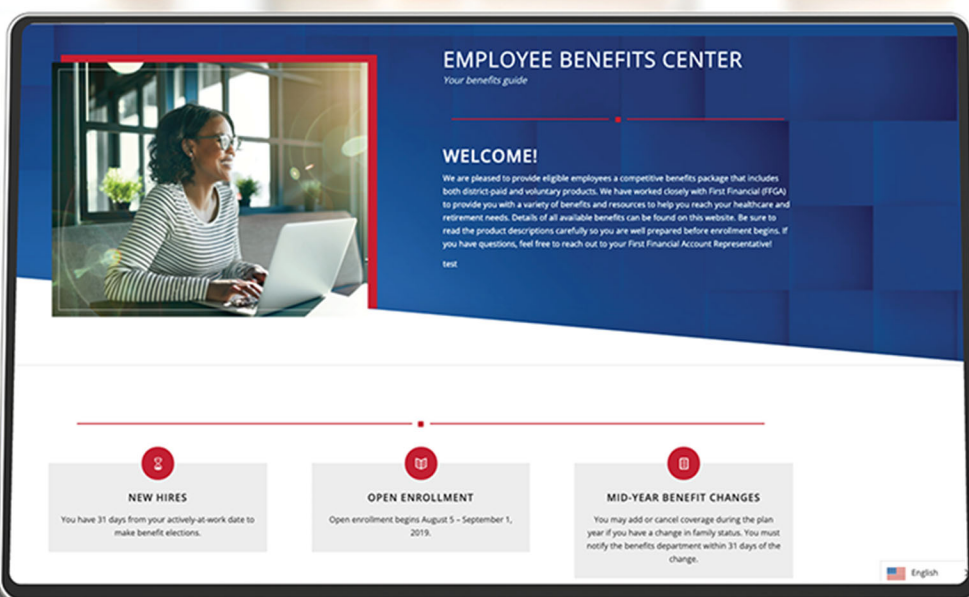 EMPLOYEE BENEFITS CENTER
Your benefits guide
WELCOME!
We are pleased to provide eligible employees a competitive benefits package that includes
both district-paid and voluntary products. We have worked closely with First Financial (FFGA)
to provide you with a variety of benefits and resources to help you reach your healthcare and
retirement needs. Details of all available benefits can be found on this website. Be sure to
read the product descriptions carefully so you are well prepared before enrollment begins. If
you have questions, feel free to reach out to your First Financial Account Representative!
test
NEW HIRES
You have 31 days from your actively-at-work date to
make benefit elections.
OPEN ENROLLMENT
Open enrollment begins August 5 – September 1,
2019.
MID-YEAR BENEFIT CHANGES
You may add or cancel coverage during the plan
year if you have a change in family status. You must
notify the benefits department within 31 days of the
change.
English